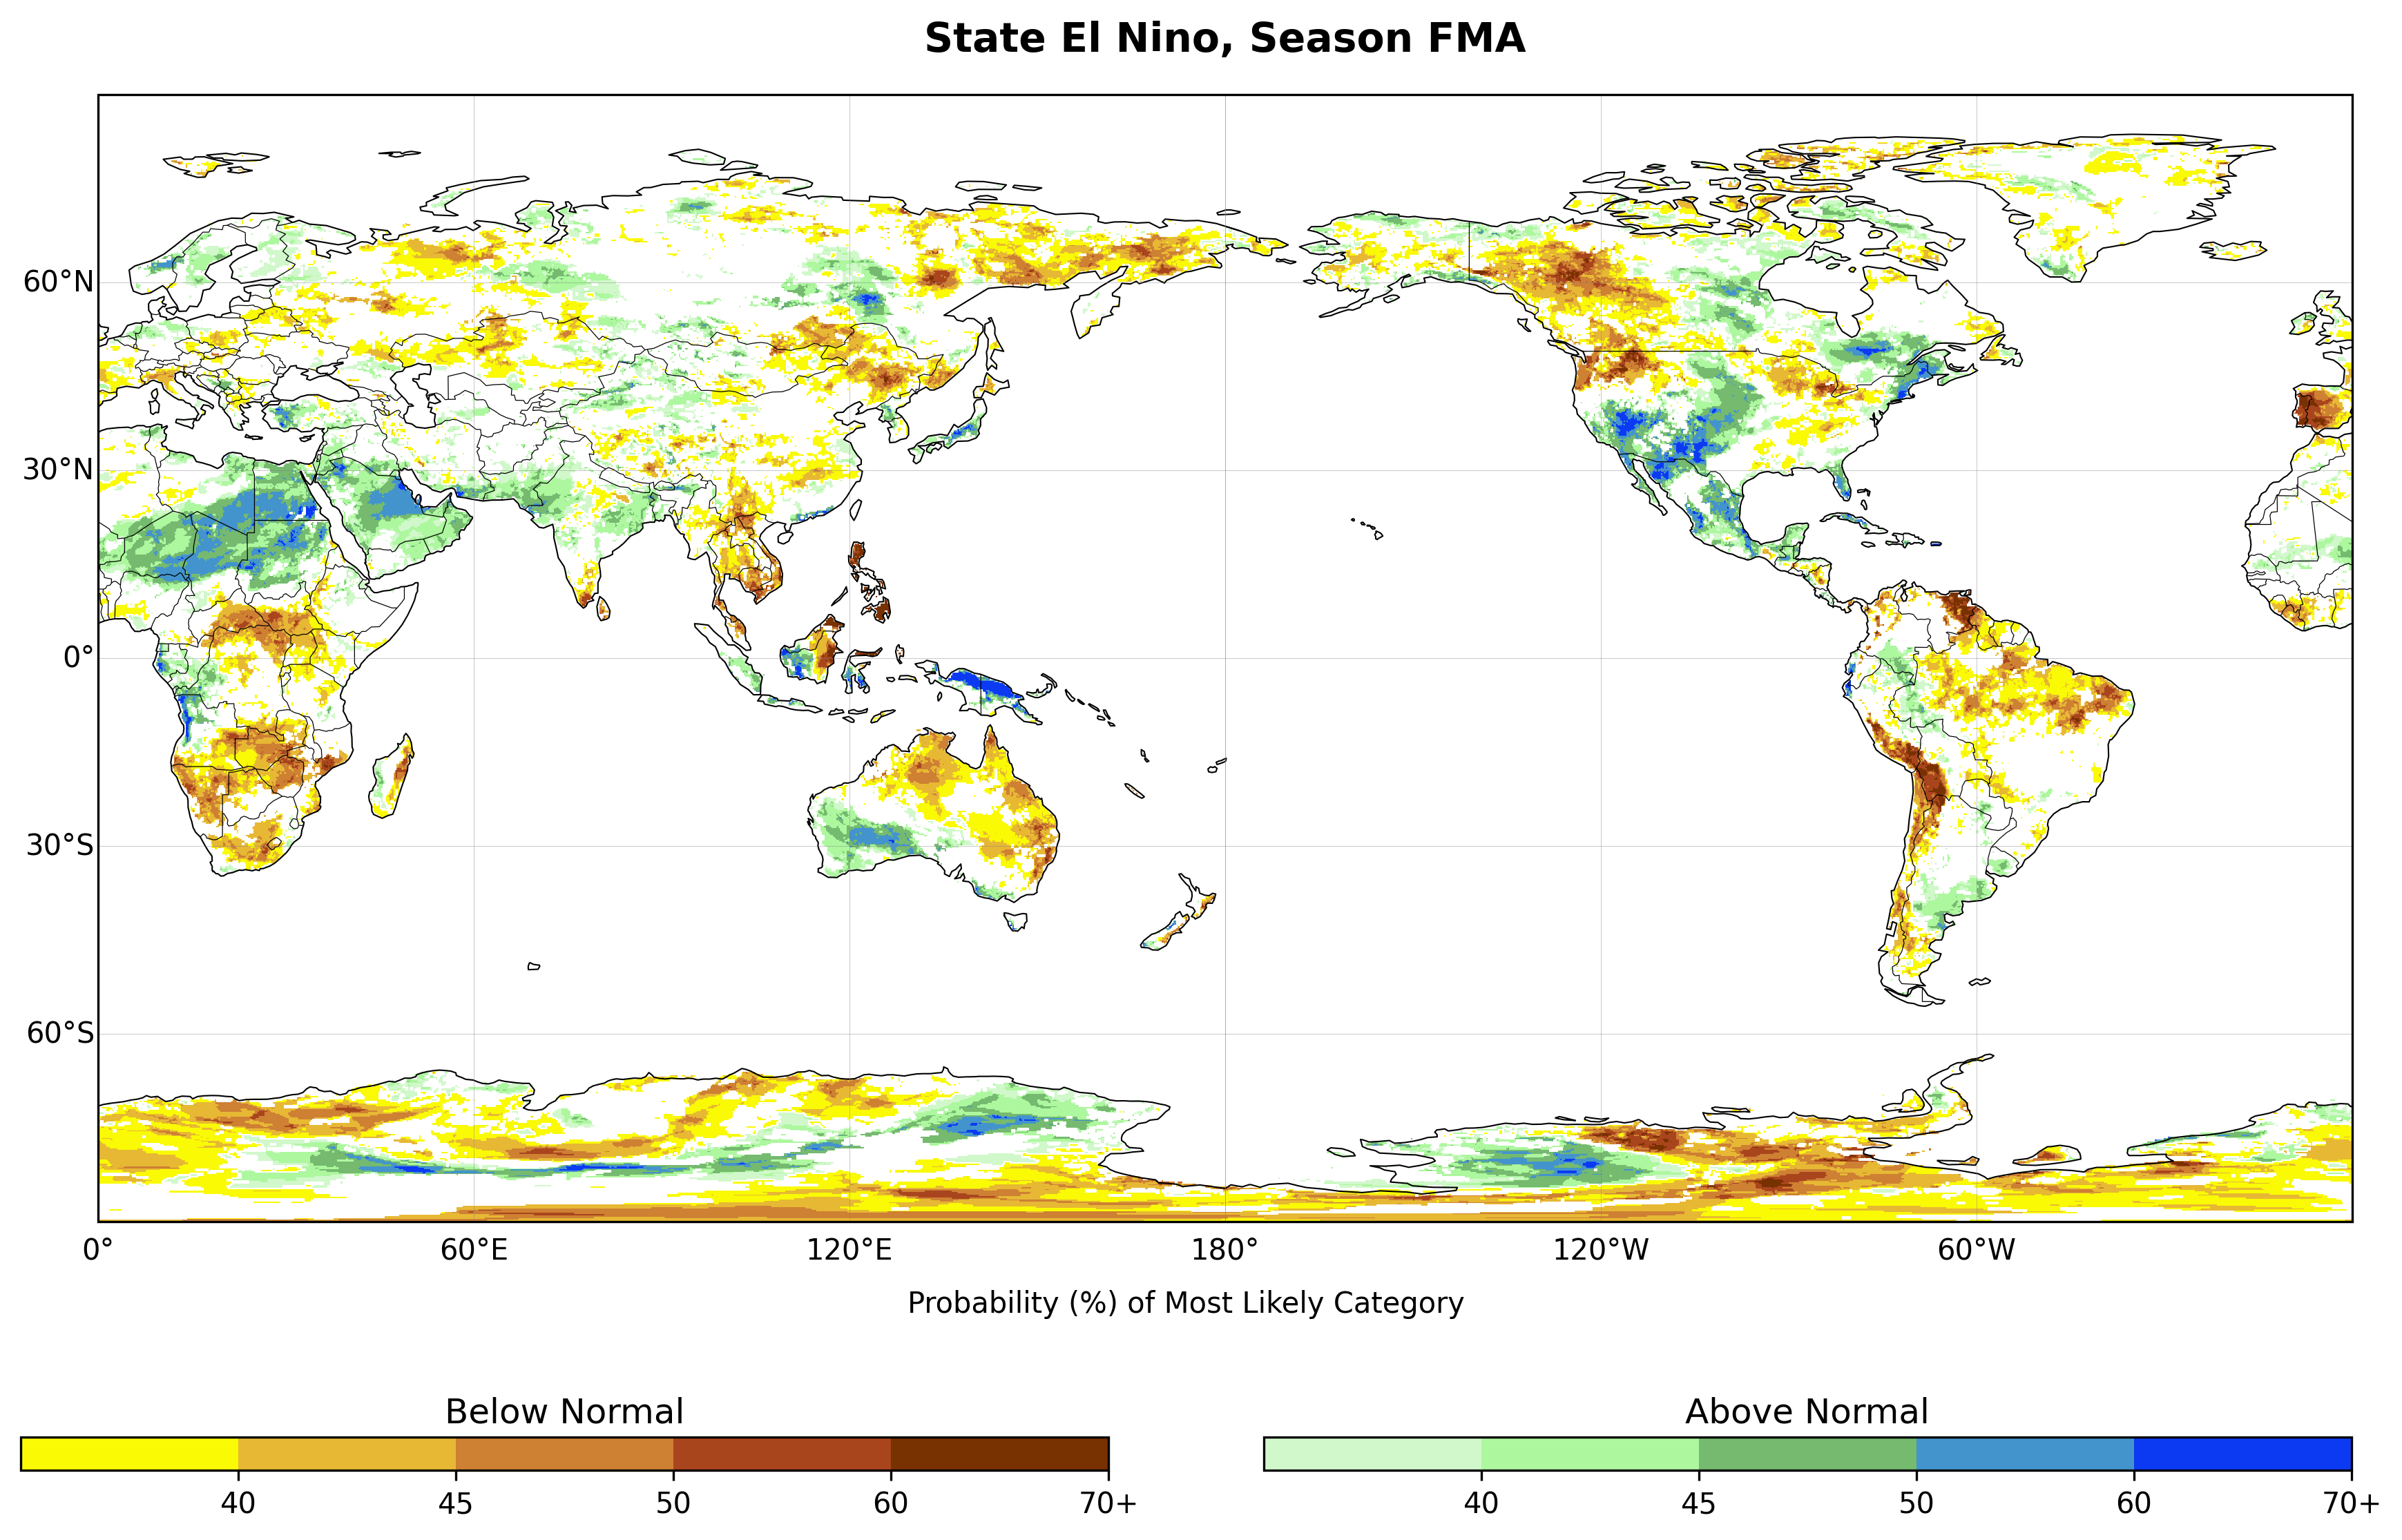 State El Nino, Season FMA
60°N
30°N
0°
30°S
60°S
0° 60°E 120°E 180° 120°W 60°W
Probability (%) of Most Likely Category
Below Normal Above Normal
40 45 50 60 70+ 40 45 50 60 70+